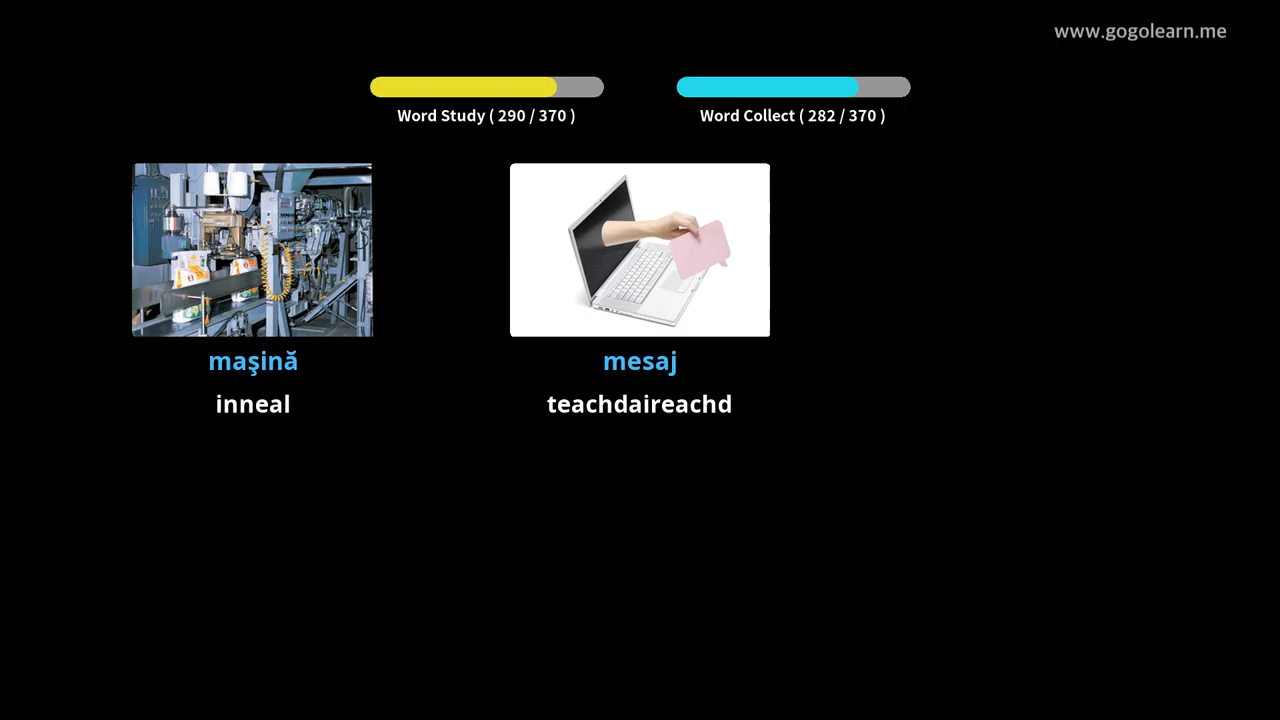 www.gogolearn.me
Word Study ( 290 / 370 )
Word Collect ( 282 / 370 )
maşină
mesaj
inneal
teachdaireachd